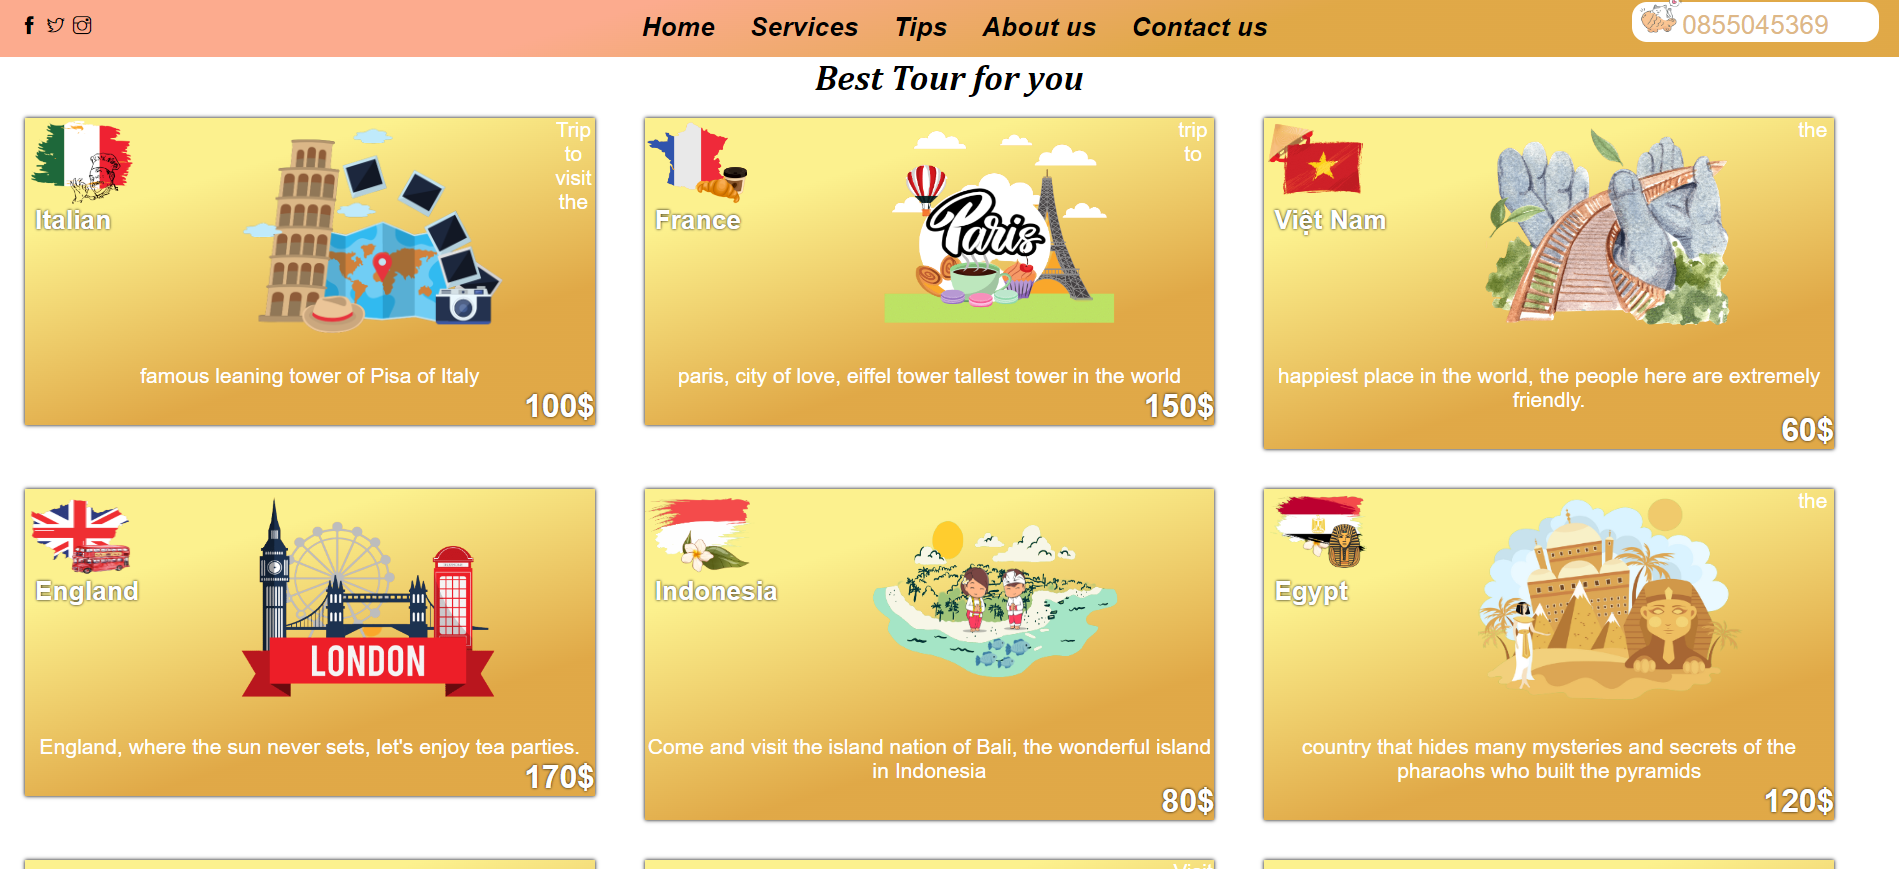 Home Services Tips About us Contact us
0855045369
Best Tour for you
Trip
to
visit
the
Italian
famous leaning tower of Pisa of Italy
100$
trip
to
France
Paris
paris, city of love, eiffel tower tallest tower in the world
150$
the
Việt Nam
happiest place in the world, the people here are extremely
friendly.
60$
England
LONDON
England, where the sun never sets, let's enjoy tea parties.
170$
Indonesia
Come and visit the island nation of Bali, the wonderful island
in Indonesia
80$
the
Egypt
country that hides many mysteries and secrets of the
pharaohs who built the pyramids
120$
Visit